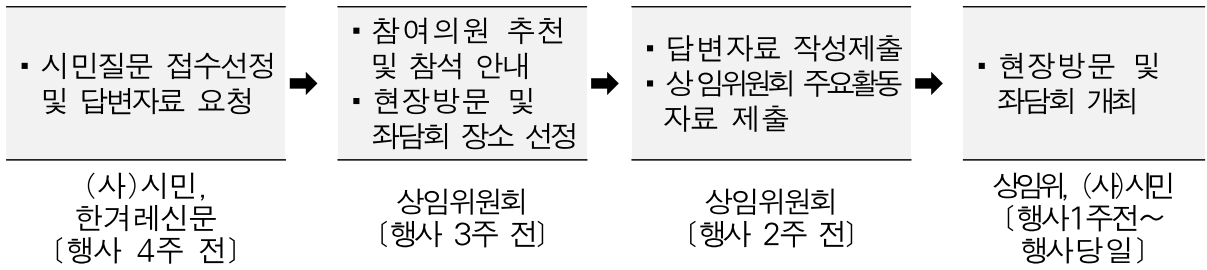 ▪ 시민질문 접수선정
및 답변자료 요청
(사)시민,
한겨레신문
〔행사 4주 전〕
▪ 참여의원 추천
및 참석 안내
▪ 현장방문 및
좌담회 장소 선정
상임위원회
〔행사 3주 전〕
▪ 답변자료 작성제출
▪ 상임위원회 주요활동
자료 제출
상임위원회
〔행사 2주 전〕
▪ 현장방문 및
좌담회 개최
상임위, (사)시민
〔행사1주전～
행사당일〕